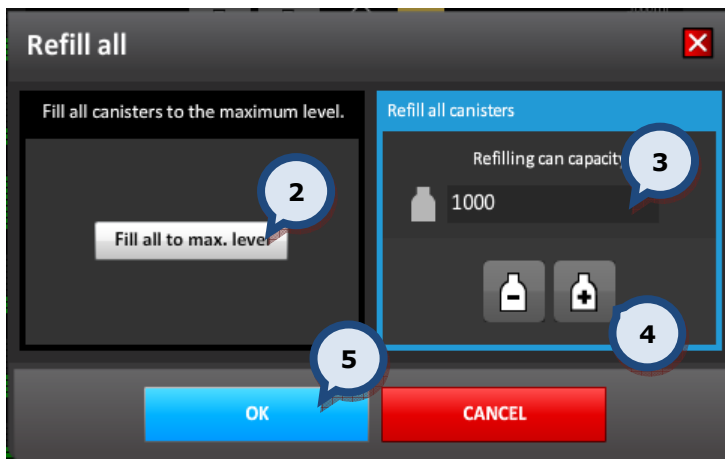 Refill all
Fill all canisters to the maximum level.
2
Fill all to max. level
Refill all canisters
Refilling can capacity
3
1000
4
5
OK
CANCEL